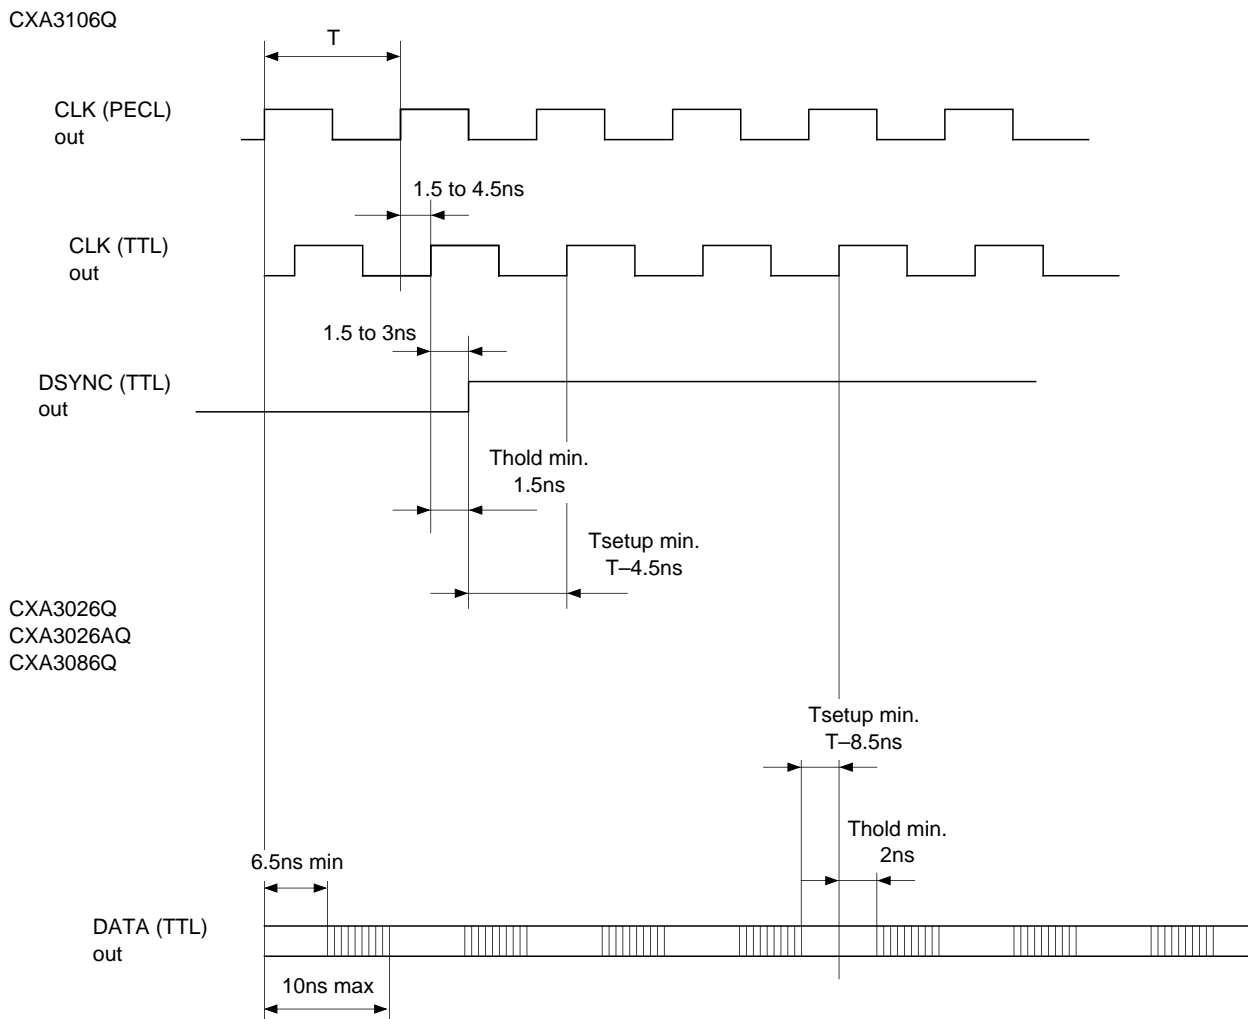 CXA3106Q
T
CLK (PECL)
out
1.5 to 4.5ns
CLK (TTL)
out
1.5 to 3ns
DSYNC (TTL)
out
Thold min.
1.5ns
Tsetup min.
T–4.5ns
CXA3026Q
CXA3026AQ
CXA3086Q
Tsetup min.
T–8.5ns
Thold min.
2ns
6.5ns min
DATA (TTL)
out
10ns max